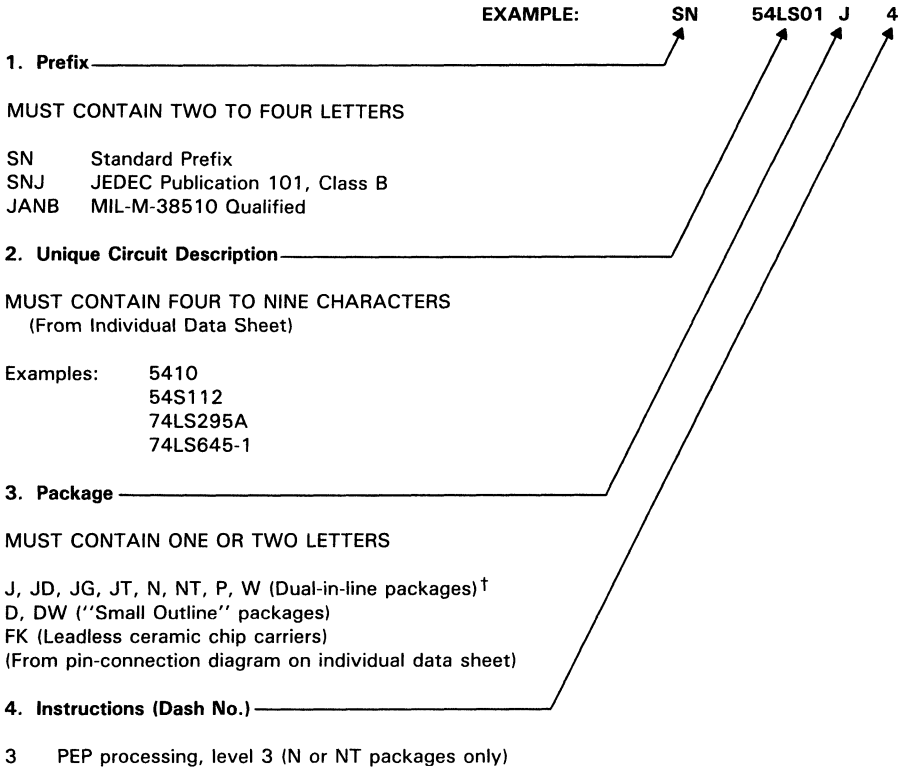 EXAMPLE: SN 54LS01 J 4
1. Prefix
MUST CONTAIN TWO TO FOUR LETTERS
SN Standard Prefix
SNJ JEDEC Publication 101, Class B
JANB MIL-M-38510 Qualified
2. Unique Circuit Description
MUST CONTAIN FOUR TO NINE CHARACTERS
(From Individual Data Sheet)
Examples: 5410
54S112
74LS295A
74LS645-1
3. Package
MUST CONTAIN ONE OR TWO LETTERS
J, JD, JG, JT, N, NT, P, W (Dual-in-line packages)†
D, DW (''Small Outline'' packages)
FK (Leadless ceramic chip carriers)
(From pin-connection diagram on individual data sheet)
4. Instructions (Dash No.)
3 PEP processing, level 3 (N or NT packages only)